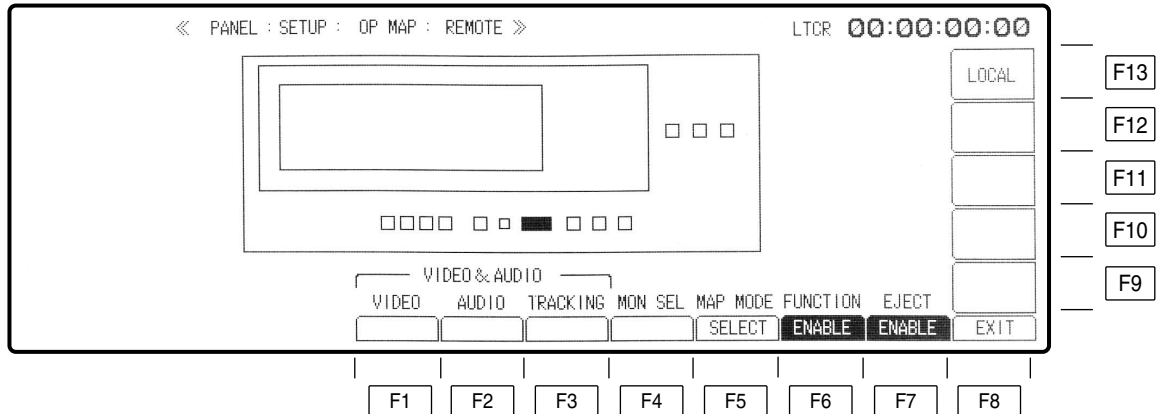 ≪ PANEL : SETUP : OP MAP : REMOTE ≫ LTCR 00:00:00:00
LOCAL F13
F12
F11
F10
F9
VIDEO & AUDIO
VIDEO AUDIO TRACKING MON SEL MAP MODE FUNCTION EJECT
SELECT ENABLE ENABLE EXIT
F1 F2 F3 F4 F5 F6 F7 F8